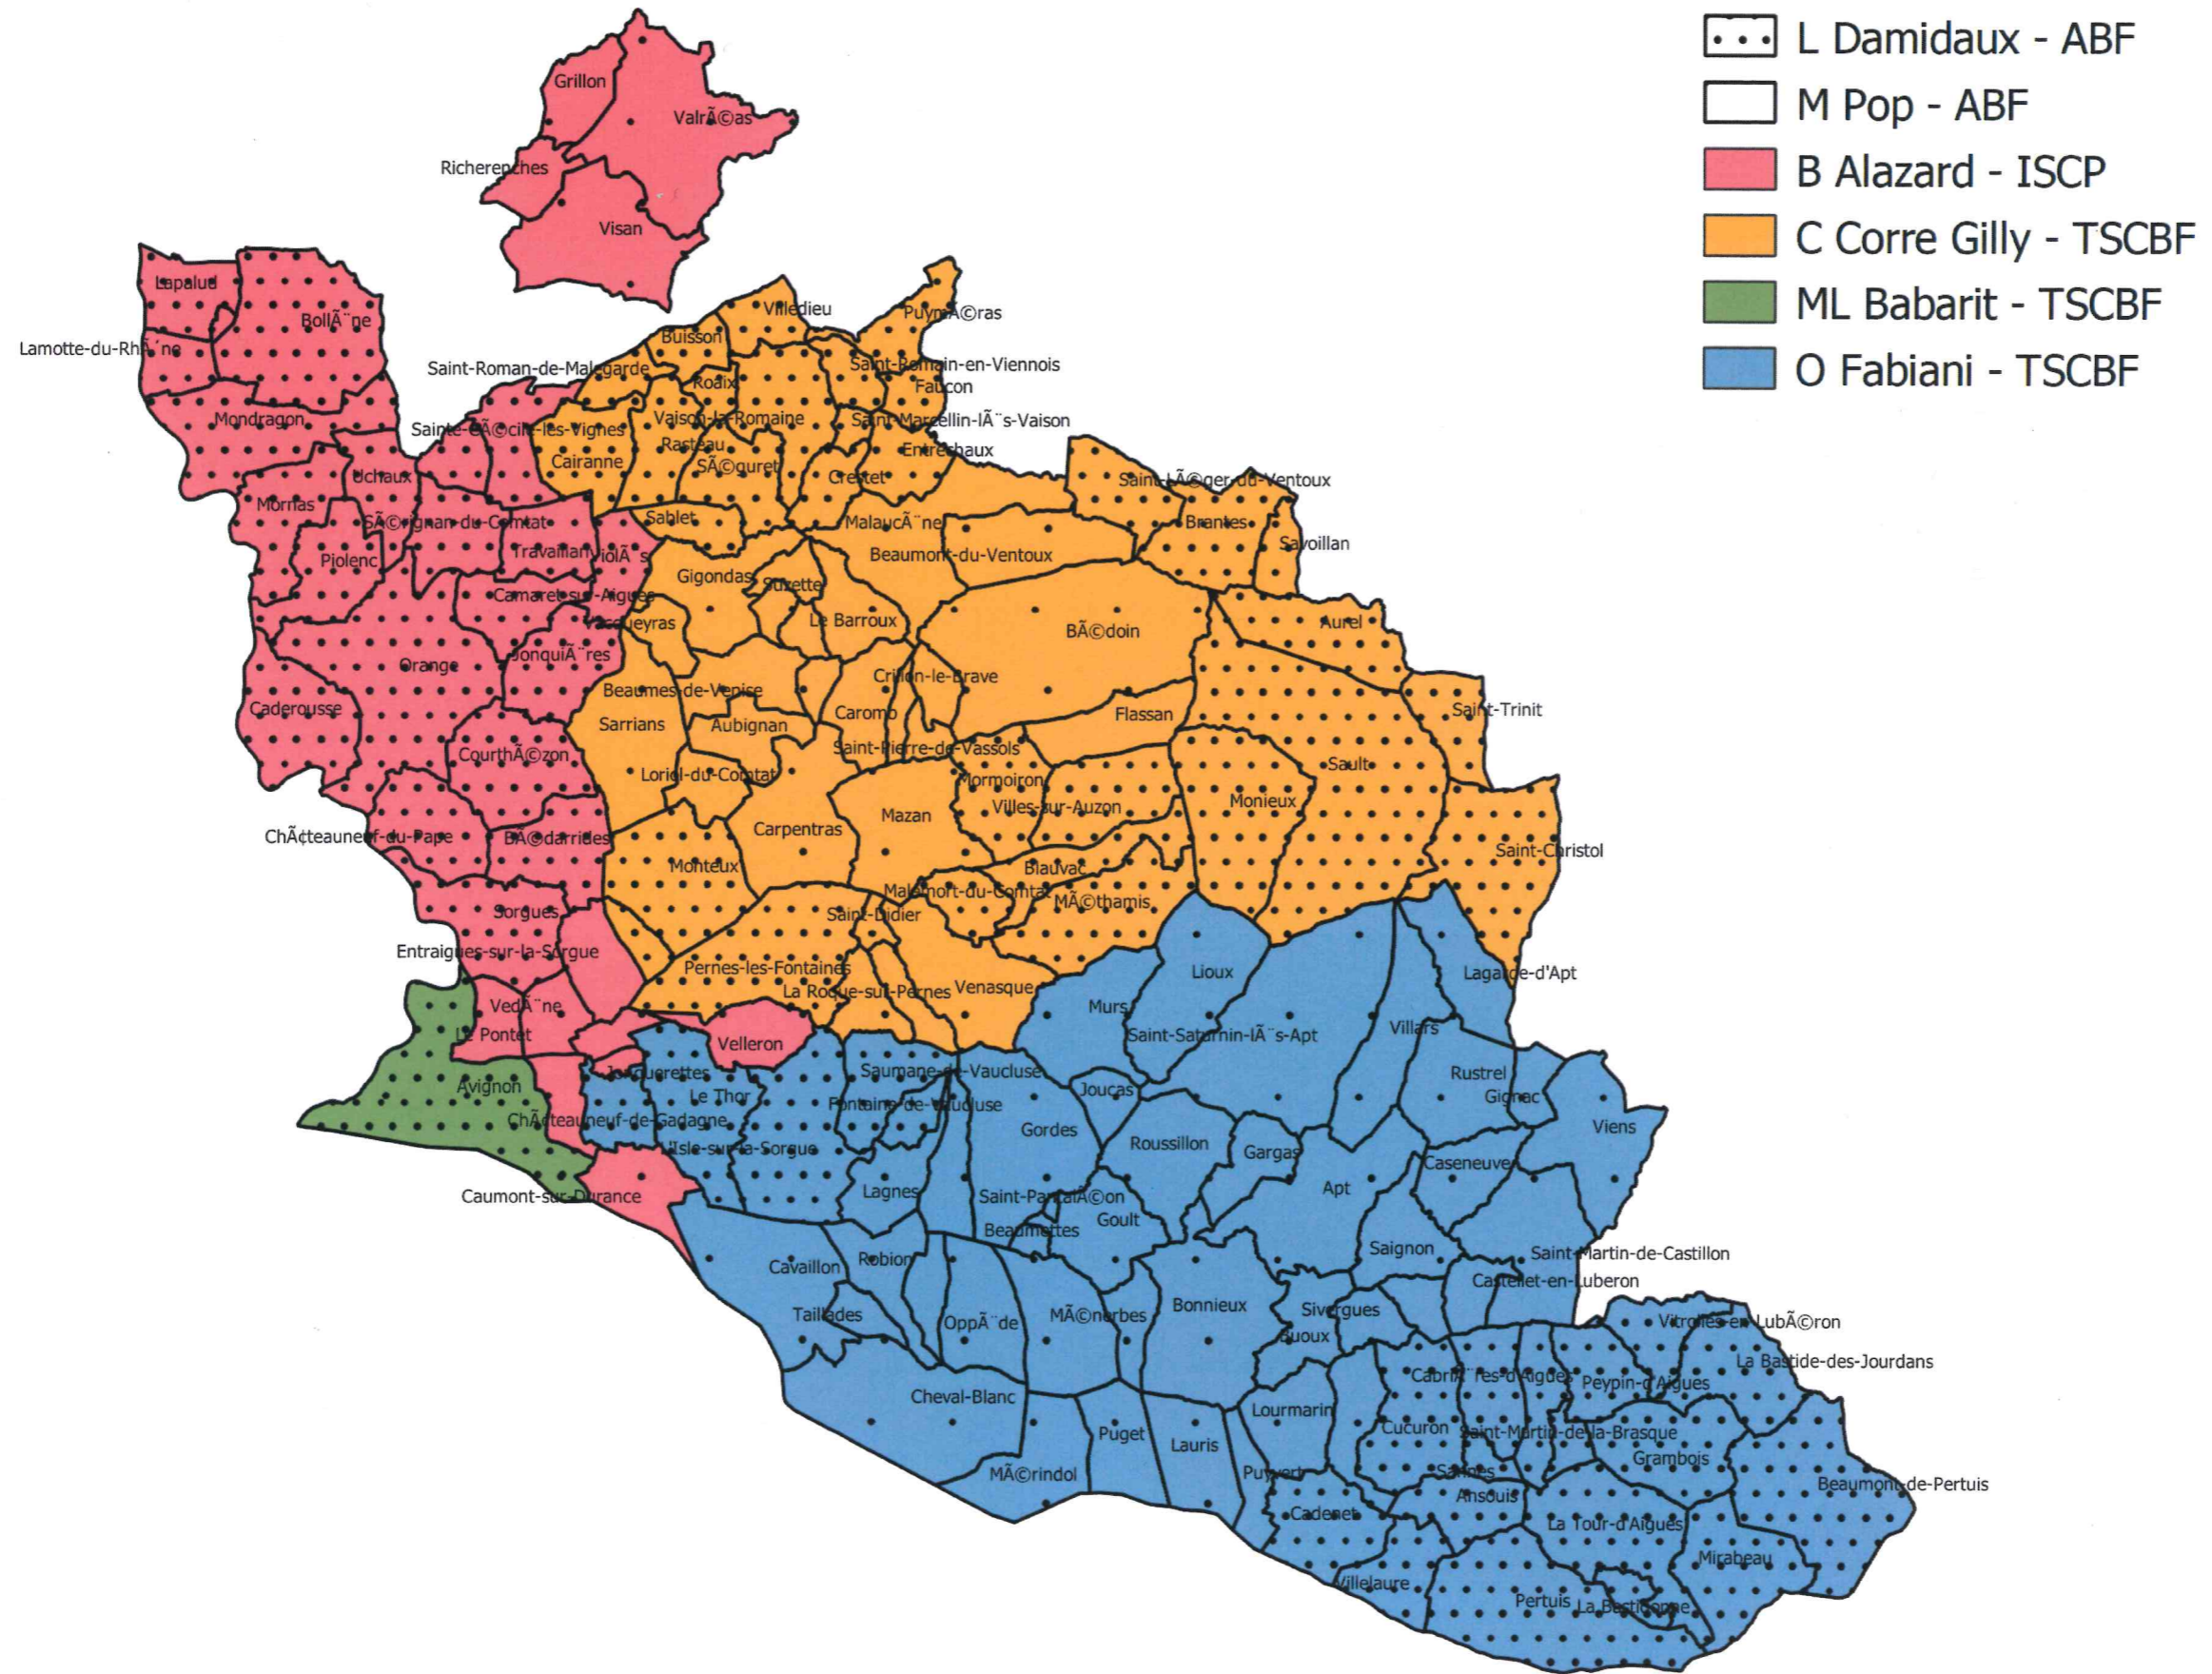 L Damidaux - ABF
M Pop - ABF
B Alazard - ISCP
C Corre Gilly - TSCBF
ML Babarit - TSCBF
O Fabiani - TSCBF
Grillon
ValrÃ©as
Richerenches
Visan
Lapalud
BollÃ¨ne
Lamotte-du-RhÃ´ne
Mondragon
Villedieu
PuymÃ©ras
Buisson
Saint-Roman-de-Malegarde
Saint-Romain-en-Viennois
Roaix
Faucon
Sainte-CÃ©cile-les-Vignes
Vaison-la-Romaine
Saint-Marcellin-lÃ¨s-Vaison
Rasteau
Entrechaux
Cairanne
SÃ©guret
Crestet
Uchaux
Saint-LÃ©ger-du-Ventoux
Mornas
SÃ©rignan-du-Comtat
Sablet
MalaucÃ¨ne
Brantes
Savoillan
Travaillan
ViolÃ¨s
Piolenc
Beaumont-du-Ventoux
Gigondas
Suzette
Camaret-sur-Aigues
Vacqueyras
Le Barroux
BÃ©doin
Aurel
Orange
JonquiÃ¨res
Crillon-le-Brave
Beaumes-de-Venise
Caderousse
Sarrians
Aubignan
Caromb
Flassan
Saint-Trinit
CourthÃ©zon
Saint-Pierre-de-Vassols
Loriol-du-Comtat
Mormoiron
Sault
Villes-sur-Auzon
Monieux
Mazan
Carpentras
ChÃ¢teauneuf-du-Pape
BÃ©darrides
Saint-Christol
Monteux
Blauvac
Malemort-du-Comtat
MÃ©thamis
Sorgues
Saint-Didier
Entraigues-sur-la-Sorgue
Pernes-les-Fontaines
La Roque-sur-Pernes
Venasque
Lioux
Lagarde-d'Apt
VedÃ¨ne
Murs
Le Pontet
Saint-Saturnin-lÃ¨s-Apt
Villars
Velleron
Jonquerettes
Saumane-de-Vaucluse
Rustrel
Avignon
Le Thor
Joucas
Gignac
Fontaine-de-Vaucluse
ChÃ¢teauneuf-de-Gadagne
Gordes
Viens
L'Isle-sur-la-Sorgue
Roussillon
Gargas
Caseneuve
Caumont-sur-Durance
Lagnes
Saint-PantalÃ©on
Apt
Goult
Beaumettes
Saignon
Saint-Martin-de-Castillon
Cavaillon
Robion
Castellet-en-Luberon
Taillades
OppÃ¨de
MÃ©nerbes
Bonnieux
Sivergues
Buoux
Vitrolles-en-LubÃ©ron
La Bastide-des-Jourdans
CabriÃ¨res-d'Aigues
Peypin-d'Aigues
Cheval-Blanc
Lourmarin
Puget
Lauris
Cucuron
Saint-Martin-de-la-Brasque
Grambois
MÃ©rindol
Puyvert
Sannes
Ansouis
Beaumont-de-Pertuis
Cadenet
La Tour-d'Aigues
Mirabeau
Villelaure
Pertuis
La Bastidonne